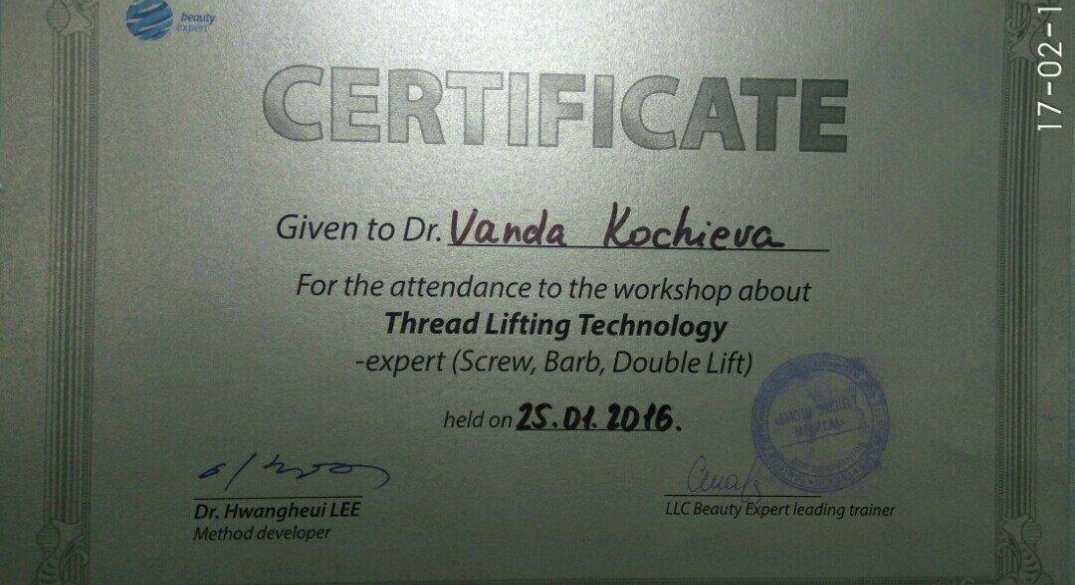 beauty
expert
CERTIFICATE
Given to Dr. Vanda Kochieva
For the attendance to the workshop about
Thread Lifting Technology
-expert (Screw, Barb, Double Lift)
held on 25.01.2016.
Dr. Hwangheui LEE
Method developer
LLC Beauty Expert leading trainer
17-02-1